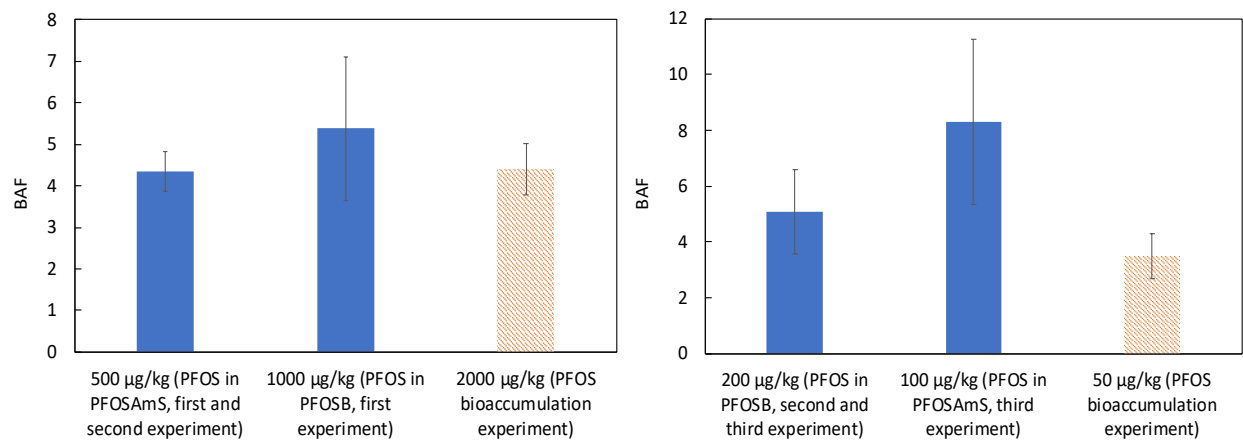 8
7
6
5
4
3
2
1
0
BAF
500 µg/kg (PFOS in
PFOSAmS, first and
second experiment)
1000 µg/kg (PFOS in
PFOSB, first
experiment)
2000 µg/kg (PFOS
bioaccumulation
experiment)
12
10
8
6
4
2
0
BAF
200 µg/kg (PFOS in
PFOSB, second and
third experiment)
100 µg/kg (PFOS in
PFOSAmS, third
experiment)
50 µg/kg (PFOS
bioaccumulation
experiment)